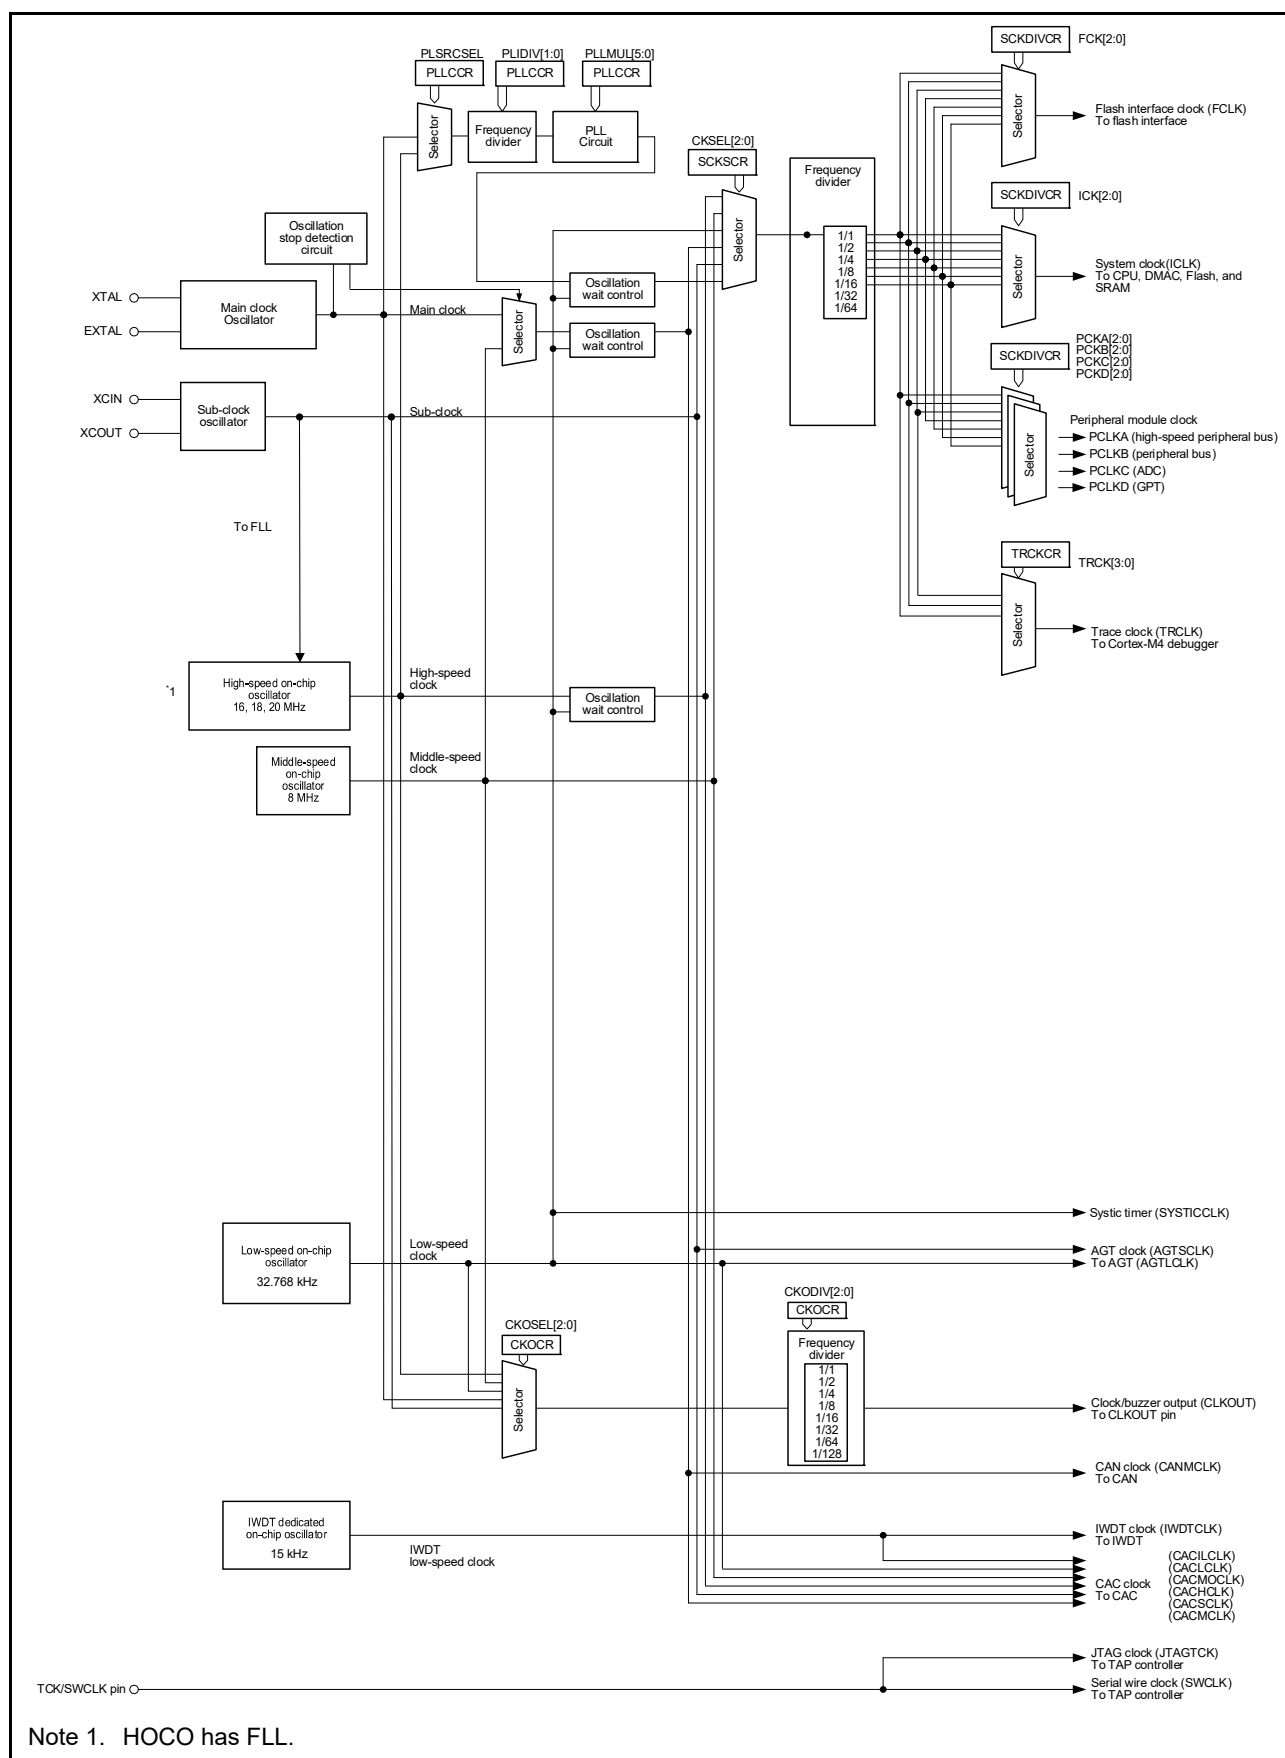 PLSRCSEL
PLLCCR
PLIDIV[1:0]
PLLCCR
PLLMUL[5:0]
PLLCCR
Selector
Frequency
divider
PLL
Circuit
CKSEL[2:0]
SCKSCR
Selector
Frequency
divider
1/1
1/2
1/4
1/8
1/16
1/32
1/64
SCKDIVCR
FCK[2:0]
Selector
Flash interface clock (FCLK)
To flash interface
SCKDIVCR
ICK[2:0]
Selector
System clock(ICLK)
To CPU, DMAC, Flash, and
SRAM
SCKDIVCR
PCKA[2:0]
PCKB[2:0]
PCKC[2:0]
PCKD[2:0]
Selector
Peripheral module clock
PCLKA (high-speed peripheral bus)
PCLKB (peripheral bus)
PCLKC (ADC)
PCLKD (GPT)
TRCKCR
TRCK[3:0]
Selector
Trace clock (TRCLK)
To Cortex-M4 debugger
Oscillation
stop detection
circuit
XTAL
EXTAL
Main clock
Oscillator
Main clock
Selector
Oscillation
wait control
Oscillation
wait control
XCIN
XCOUT
Sub-clock
oscillator
Sub-clock
To FLL
*1
High-speed on-chip
oscillator
16, 18, 20 MHz
High-speed
clock
Oscillation
wait control
Middle-speed
on-chip
oscillator
8 MHz
Middle-speed
clock
Low-speed on-chip
oscillator
32.768 kHz
Low-speed
clock
Systic timer (SYSTICCLK)
AGT clock (AGTSCLK)
To AGT (AGTLCLK)
CKOSEL[2:0]
CKOCR
Selector
CKODIV[2:0]
CKOCR
Frequency
divider
1/1
1/2
1/4
1/8
1/16
1/32
1/64
1/128
Clock/buzzer output (CLKOUT)
To CLKOUT pin
CAN clock (CANMCLK)
To CAN
IWDT dedicated
on-chip oscillator
15 kHz
IWDT
low-speed clock
IWDT clock (IWDTCLK)
To IWDT
CAC clock
To CAC
(CACILCLK)
(CACLCLK)
(CACMOCLK)
(CACHCLK)
(CACSCLK)
(CACMCLK)
TCK/SWCLK pin
JTAG clock (JTAGTCK)
To TAP controller
Serial wire clock (SWCLK)
To TAP controller
Note 1. HOCO has FLL.